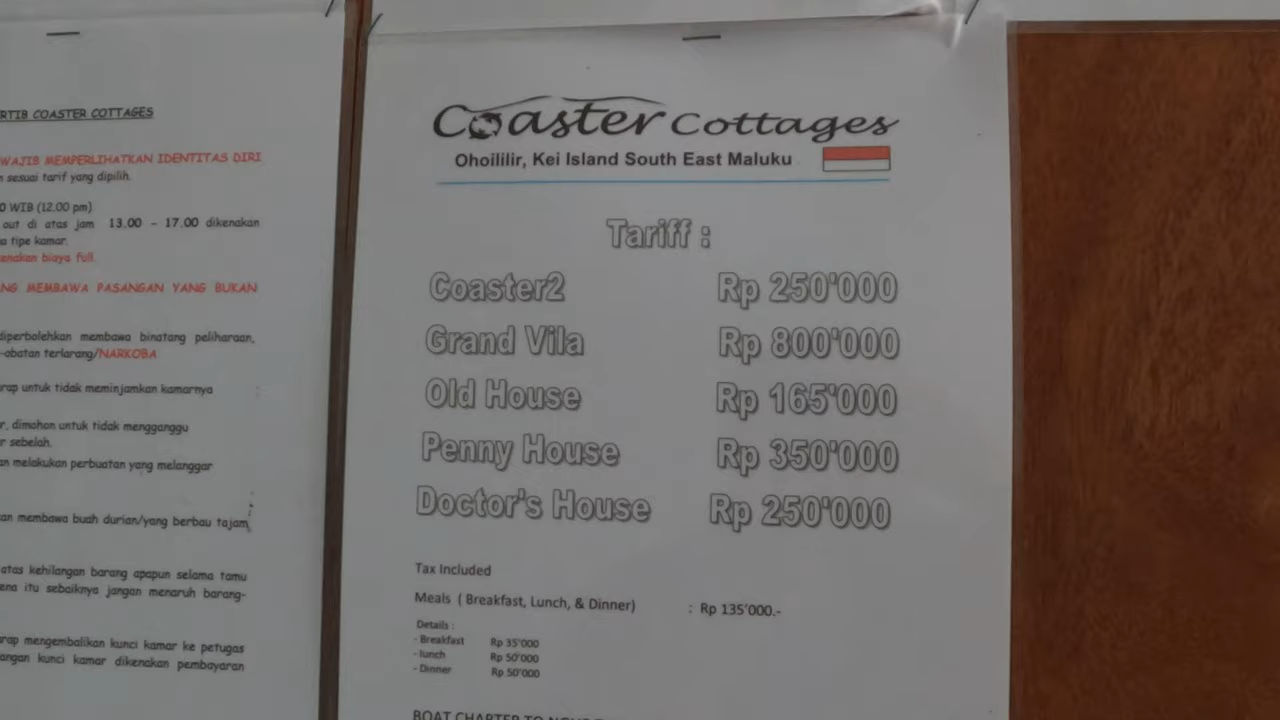 RTIB COASTER COTTAGES
WAJIB MEMPERLIHATKAN IDENTITAS DIRI
sesuai tarif yang dipilih.
0 WIB (12.00 pm)
out di atas jam 13.00 - 17.00 dikenakan
tipe kamar.
enakan biaya full.
NG MEMBAWA PASANGAN YANG BUKAN
diperbolehkan membawa binatang peliharaan,
-obatan terlarang/NARKOBA
rap untuk tidak meminjamkan kamarnya
r, dimohon untuk tidak mengganggu
r sebelah.
an melakukan perbuatan yang melanggar
kan membawa buah durian/yang berbau tajam
atas kehilangan barang apapun selama tamu
ena itu sebaiknya jangan menaruh barang-
rap mengembalikan kunci kamar ke petugas
angan kunci kamar dikenakan pembayaran
Coaster Cottages
Ohoililir, Kei Island South East Maluku
Tariff :
Coaster2 Rp 250'000
Grand Vila Rp 800'000
Old House Rp 165'000
Penny House Rp 350'000
Doctor's House Rp 250'000
Tax Included
Meals ( Breakfast, Lunch, & Dinner) : Rp 135'000.-
Details :
- Breakfast Rp 35'000
- lunch Rp 50'000
- Dinner Rp 50'000
BOAT CHARTER TO